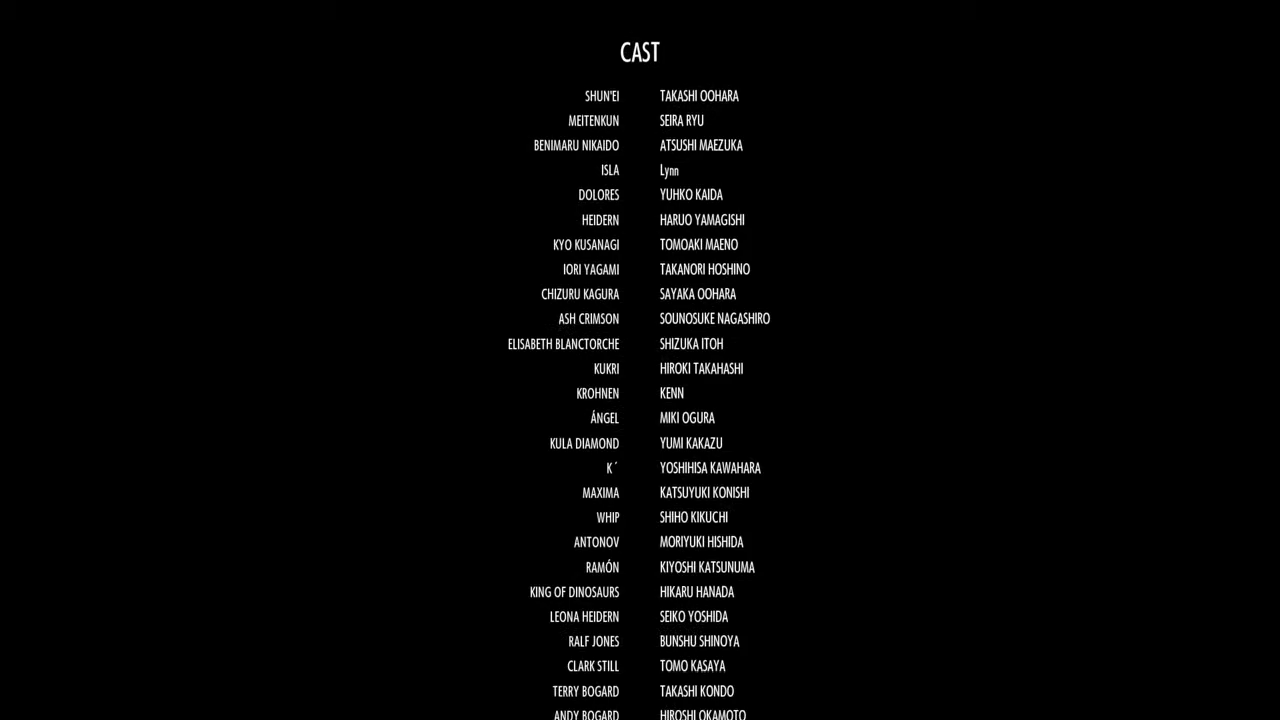 CAST
SHUN'EI TAKASHI OOHARA
MEITENKUN SEIRA RYU
BENIMARU NIKAIDO ATSUSHI MAEZUKA
ISLA Lynn
DOLORES YUHKO KAIDA
HEIDERN HARUO YAMAGISHI
KYO KUSANAGI TOMOAKI MAENO
IORI YAGAMI TAKANORI HOSHINO
CHIZURU KAGURA SAYAKA OOHARA
ASH CRIMSON SOUNOSUKE NAGASHIRO
ELISABETH BLANCTORCHE SHIZUKA ITOH
KUKRI HIROKI TAKAHASHI
KROHNEN KENN
ÁNGEL MIKI OGURA
KULA DIAMOND YUMI KAKAZU
K´ YOSHIHISA KAWAHARA
MAXIMA KATSUYUKI KONISHI
WHIP SHIHO KIKUCHI
ANTONOV MORIYUKI HISHIDA
RAMÓN KIYOSHI KATSUNUMA
KING OF DINOSAURS HIKARU HANADA
LEONA HEIDERN SEIKO YOSHIDA
RALF JONES BUNSHU SHINOYA
CLARK STILL TOMO KASAYA
TERRY BOGARD TAKASHI KONDO
ANDY BOGARD HIROSHI OKAMOTO